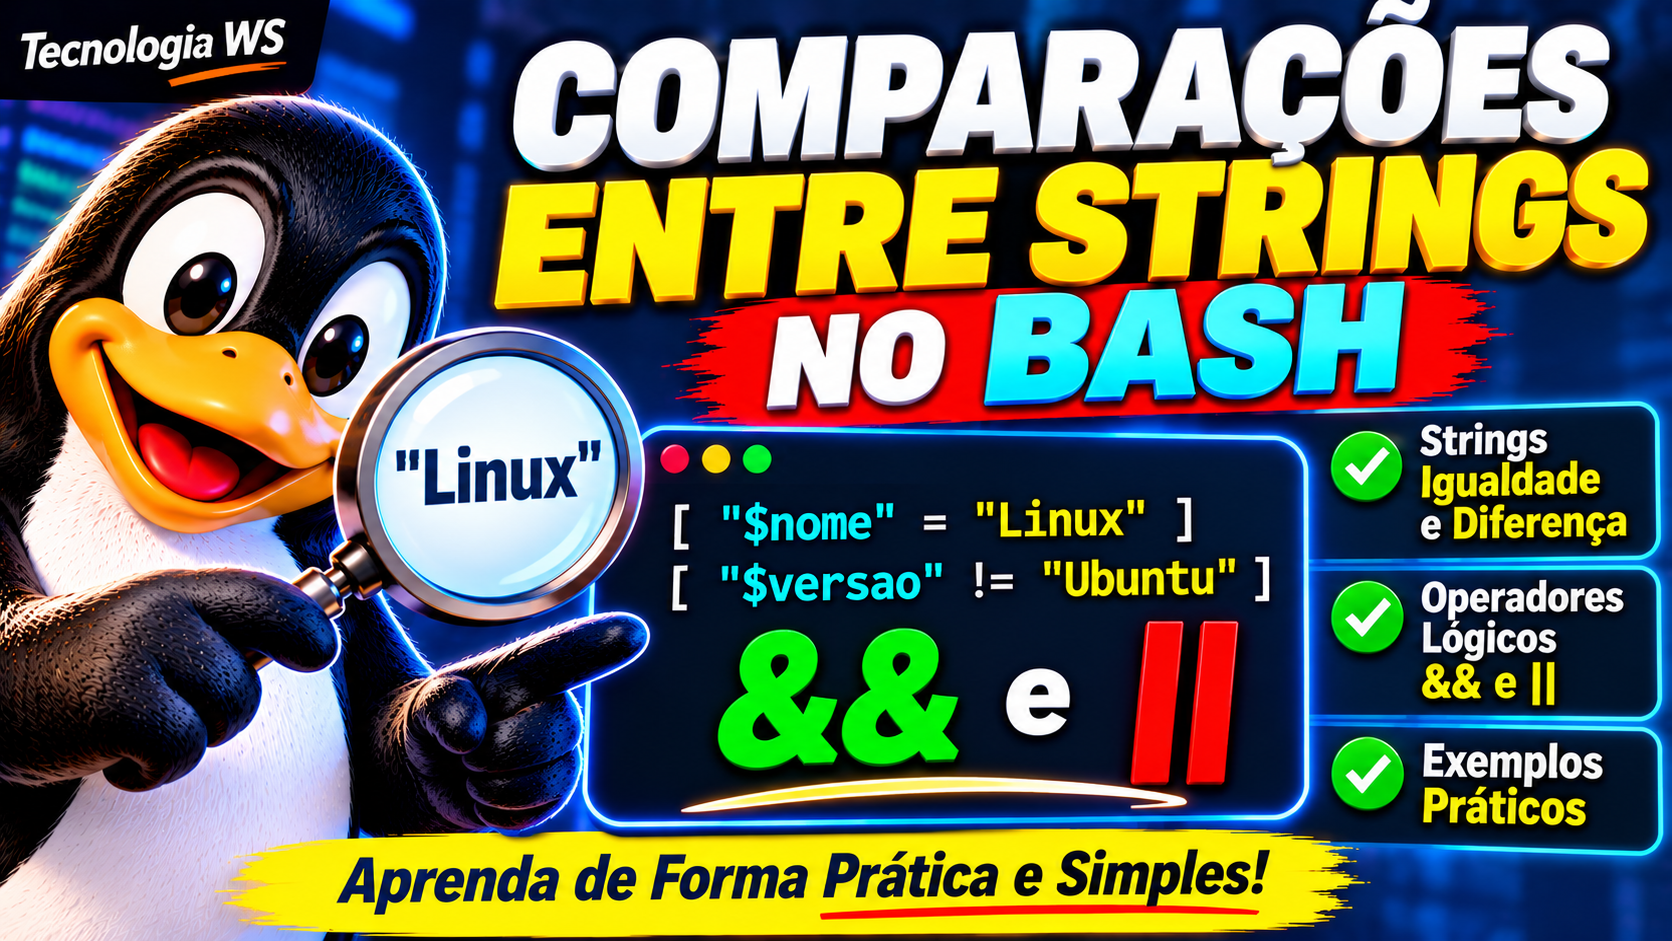 Tecnologia WS
COMPARAÇÕES
ENTRE STRINGS
NO BASH
"Linux"
[ "$nome" = "Linux" ]
[ "$versao" != "Ubuntu" ]
&& e ||
Strings
Igualdade
e Diferença
Operadores
Lógicos
&& e ||
Exemplos
Práticos
Aprenda de Forma Prática e Simples!